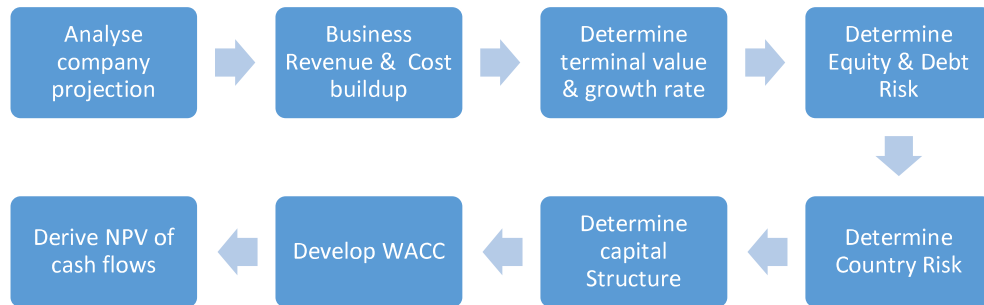 Analyse
company
projection
Business
Revenue & Cost
buildup
Determine
terminal value
& growth rate
Determine
Equity & Debt
Risk
Determine
Country Risk
Determine
capital
Structure
Develop WACC
Derive NPV of
cash flows